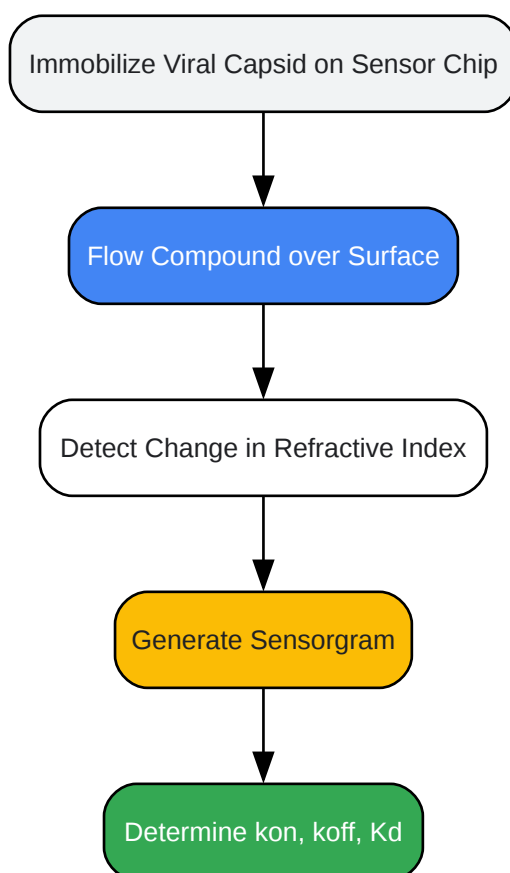 Immobilize Viral Capsid on Sensor Chip
Flow Compound over Surface
Detect Change in Refractive Index
Generate Sensorgram
Determine kon, koff, Kd